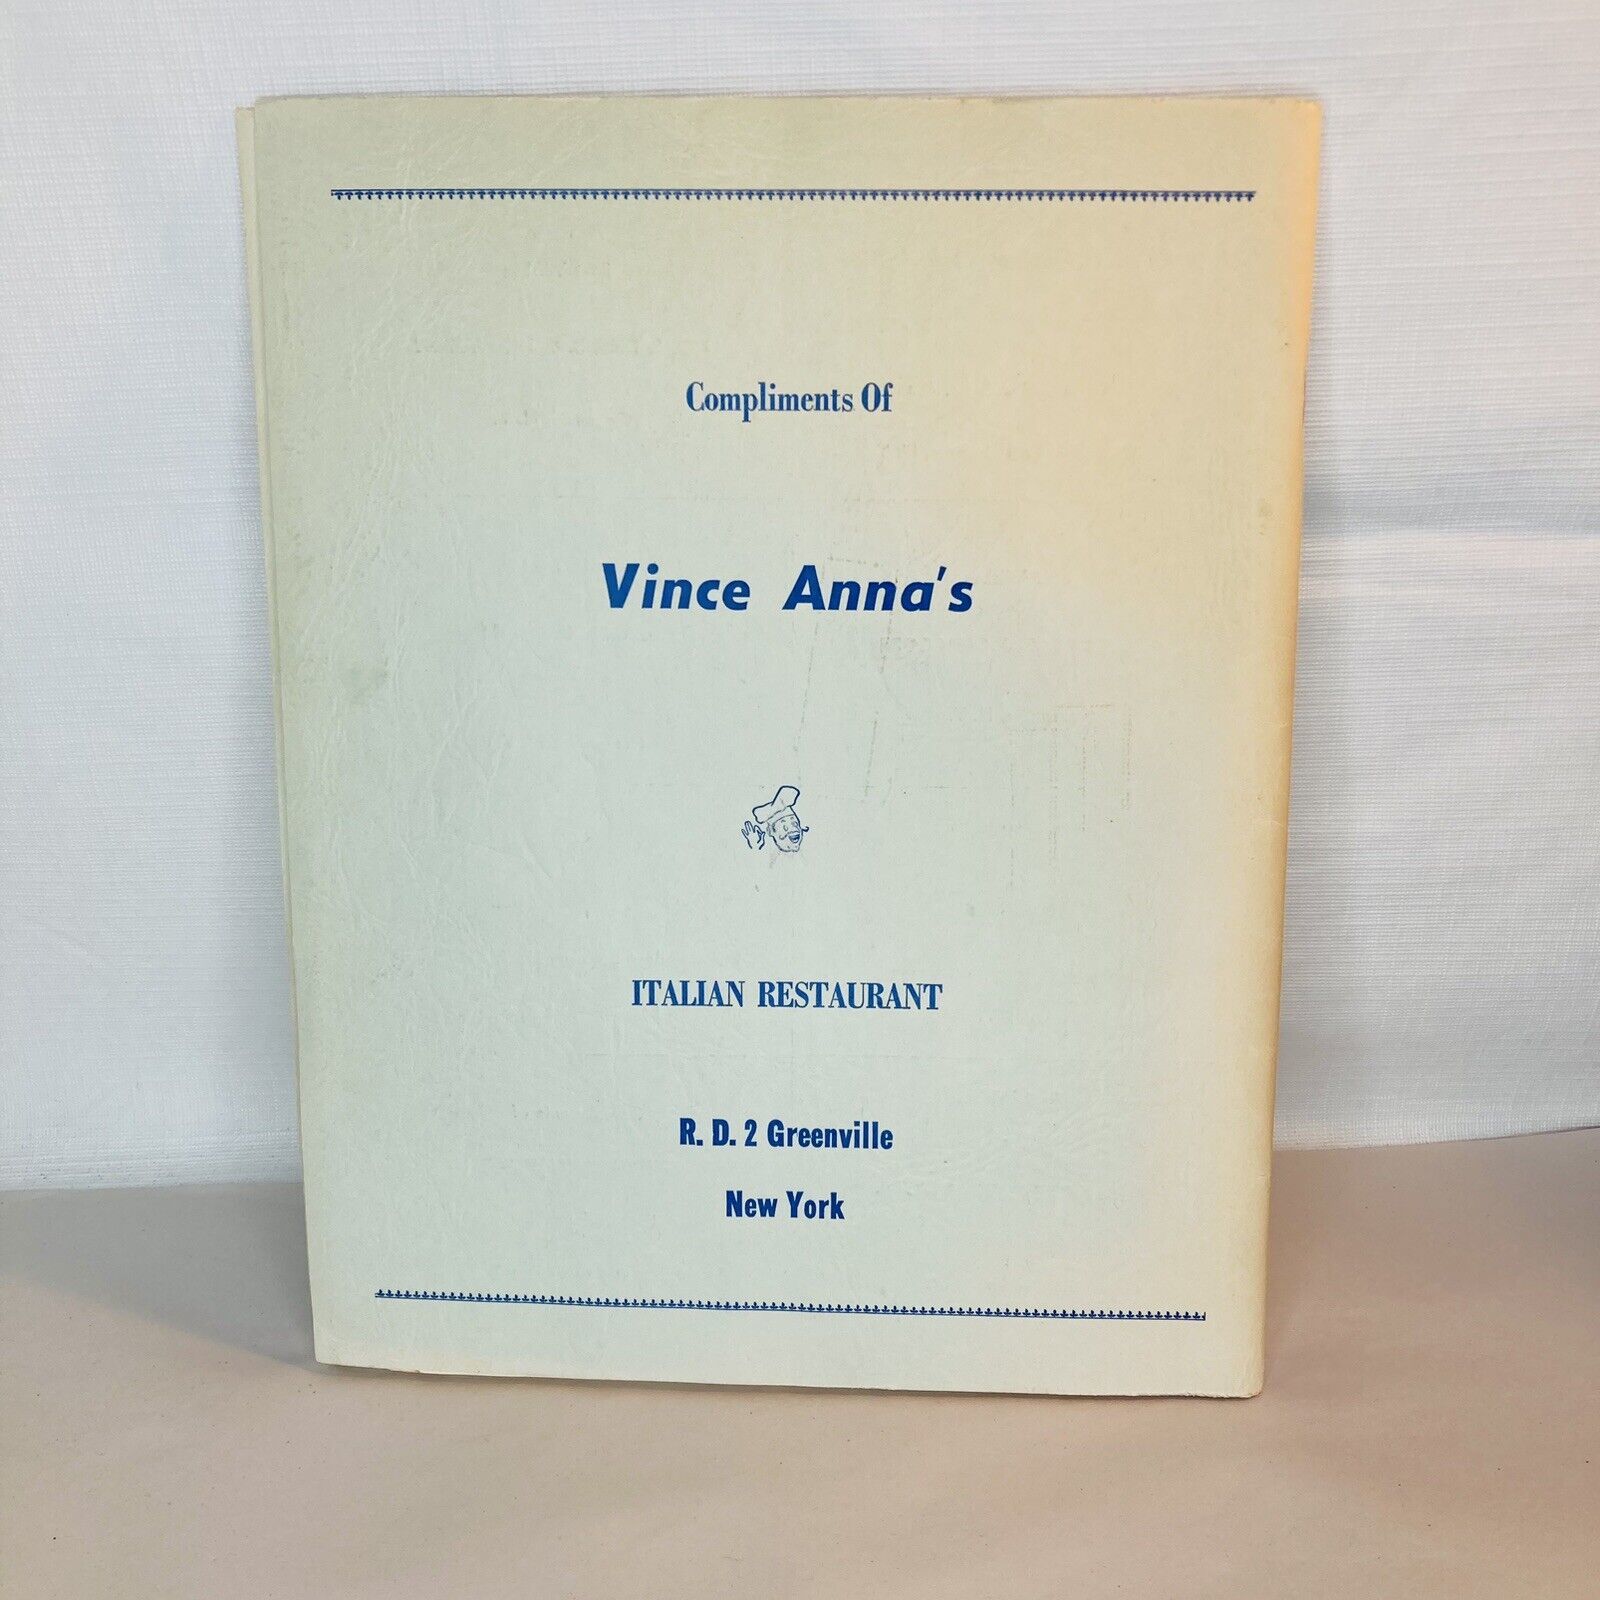 Compliments Of
Vince Anna's
ITALIAN RESTAURANT
R. D. 2 Greenville
New York